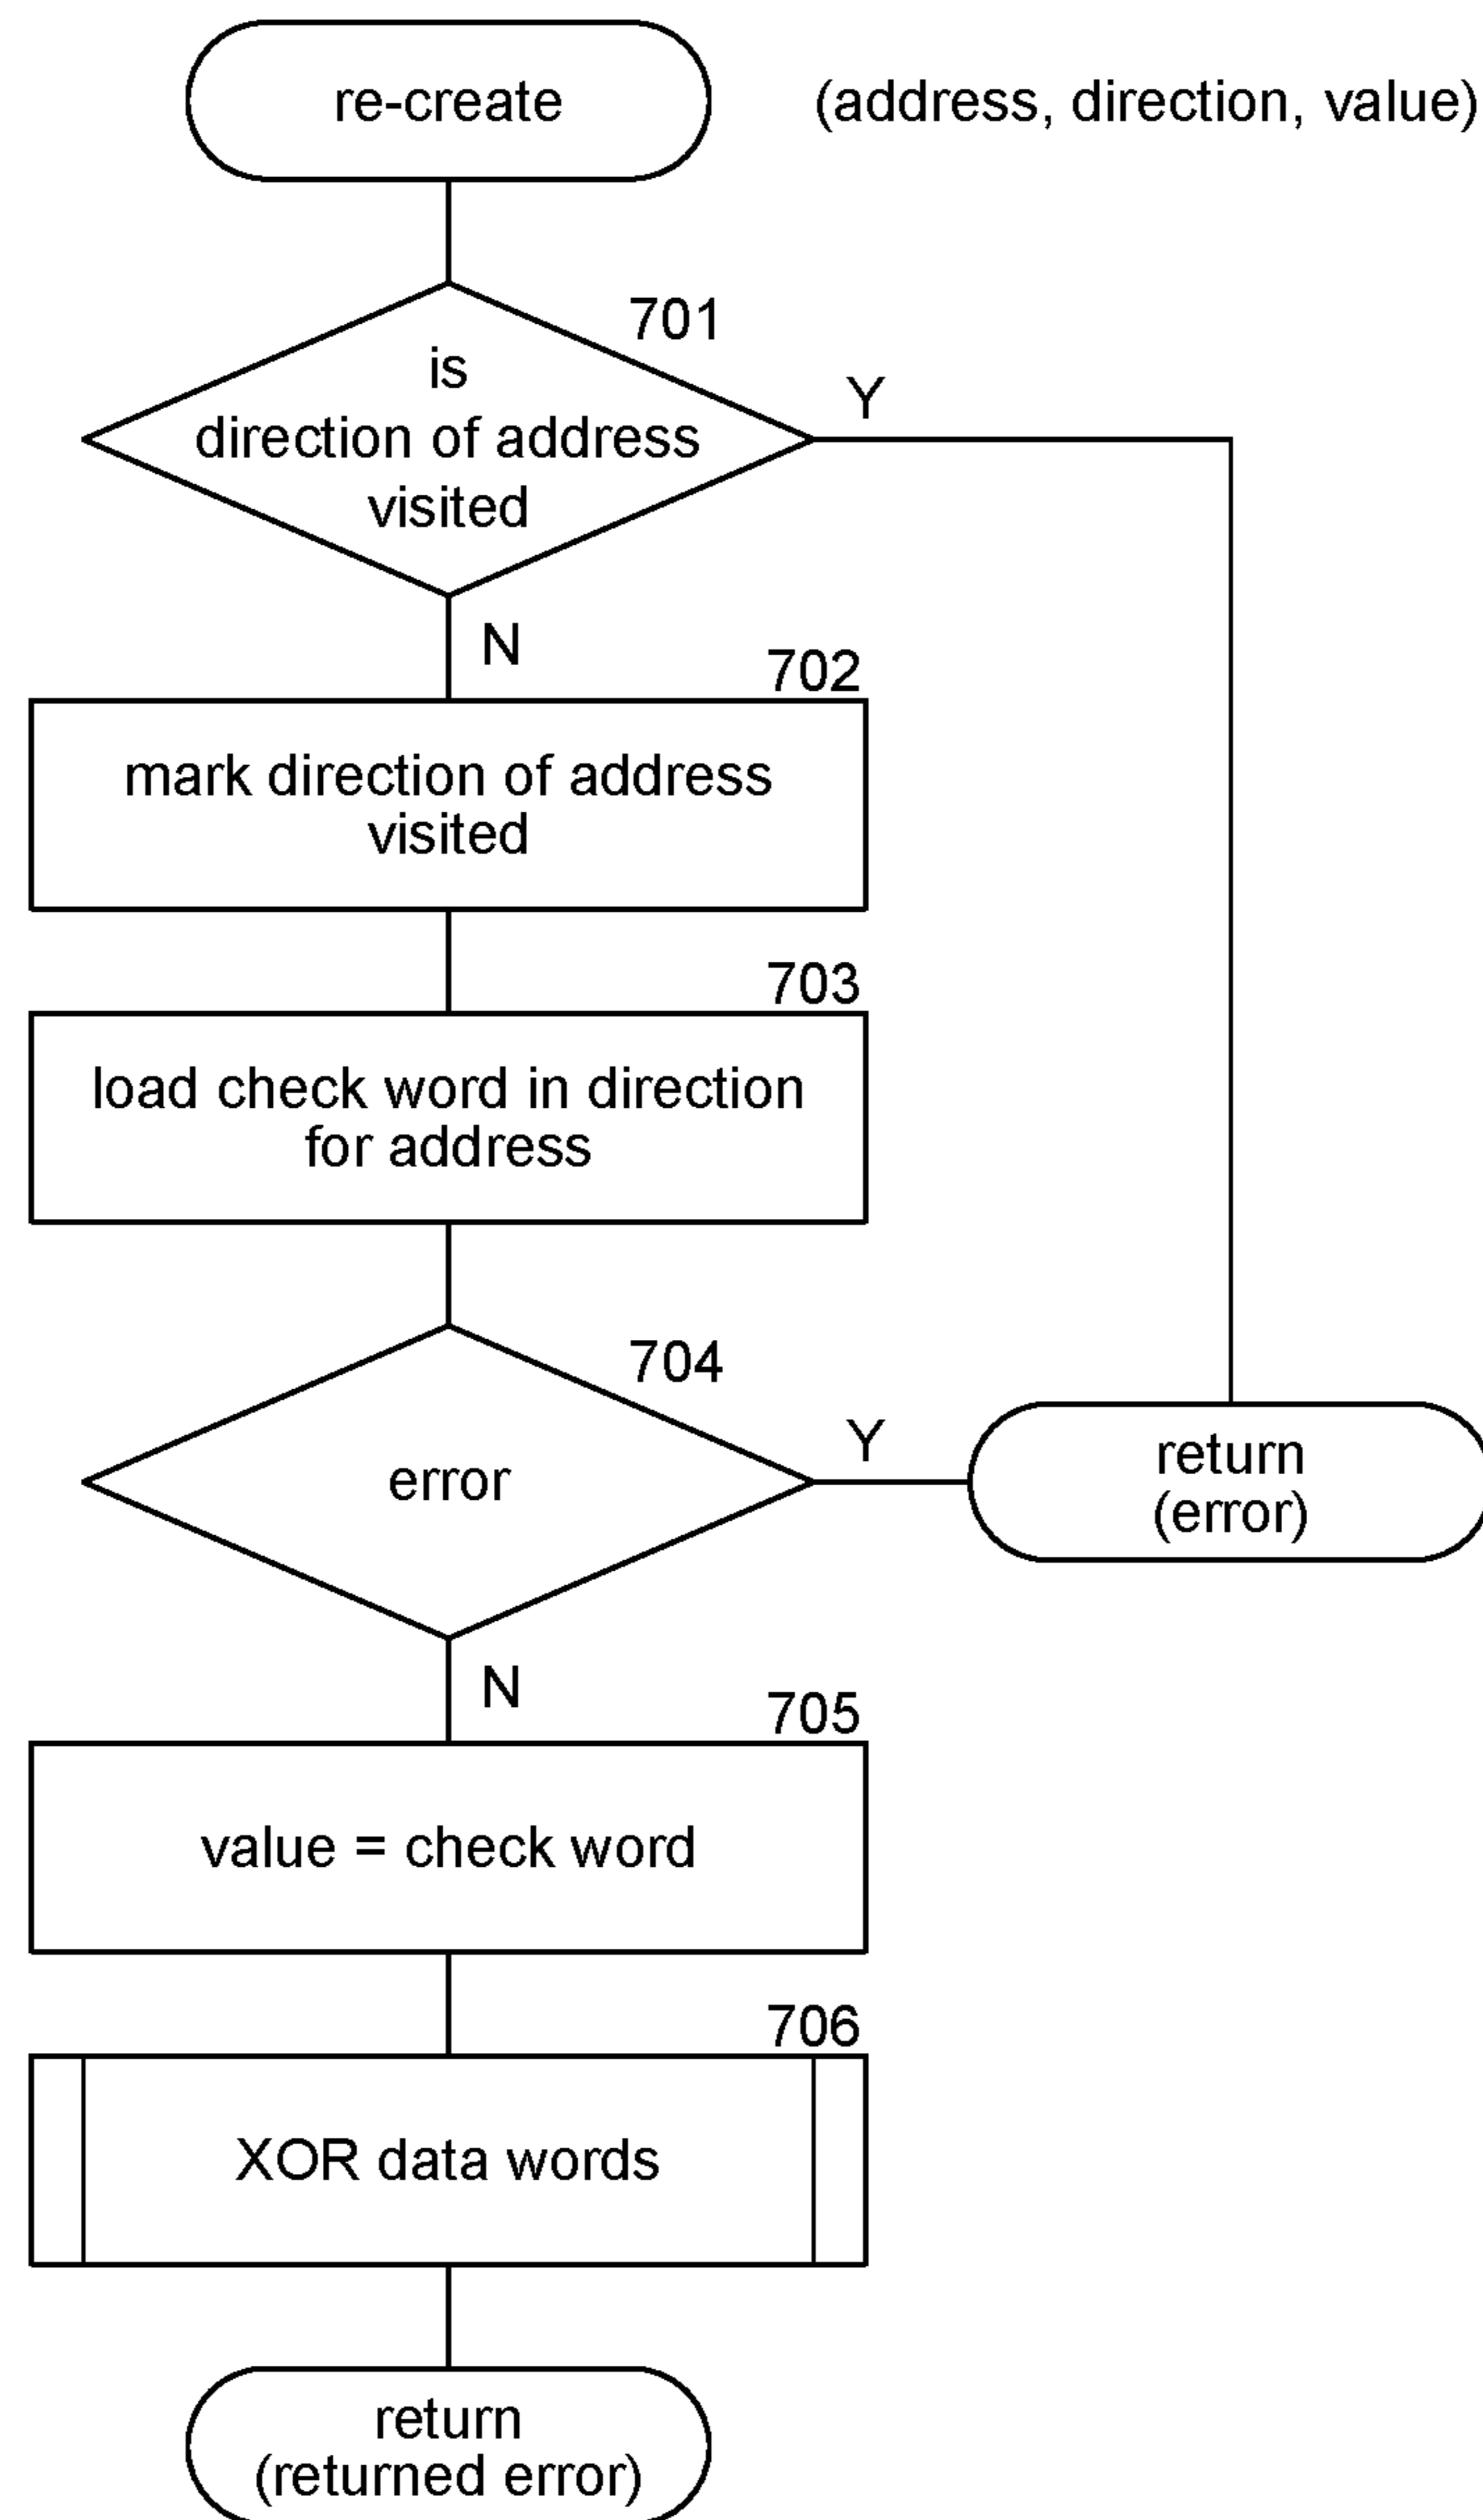 re-create
(address, direction, value)
701
is
direction of address
visited
Y
N
702
mark direction of address
visited
703
load check word in direction
for address
704
error
Y
return
(error)
N
705
value = check word
706
XOR data words
return
(returned error)